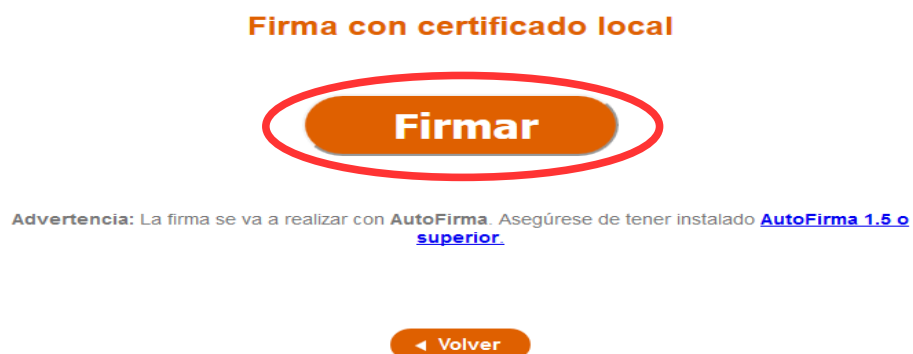 Firma con certificado local
Firmar
Advertencia: La firma se va a realizar con AutoFirma. Asegúrese de tener instalado AutoFirma 1.5 o
superior.
◄ Volver